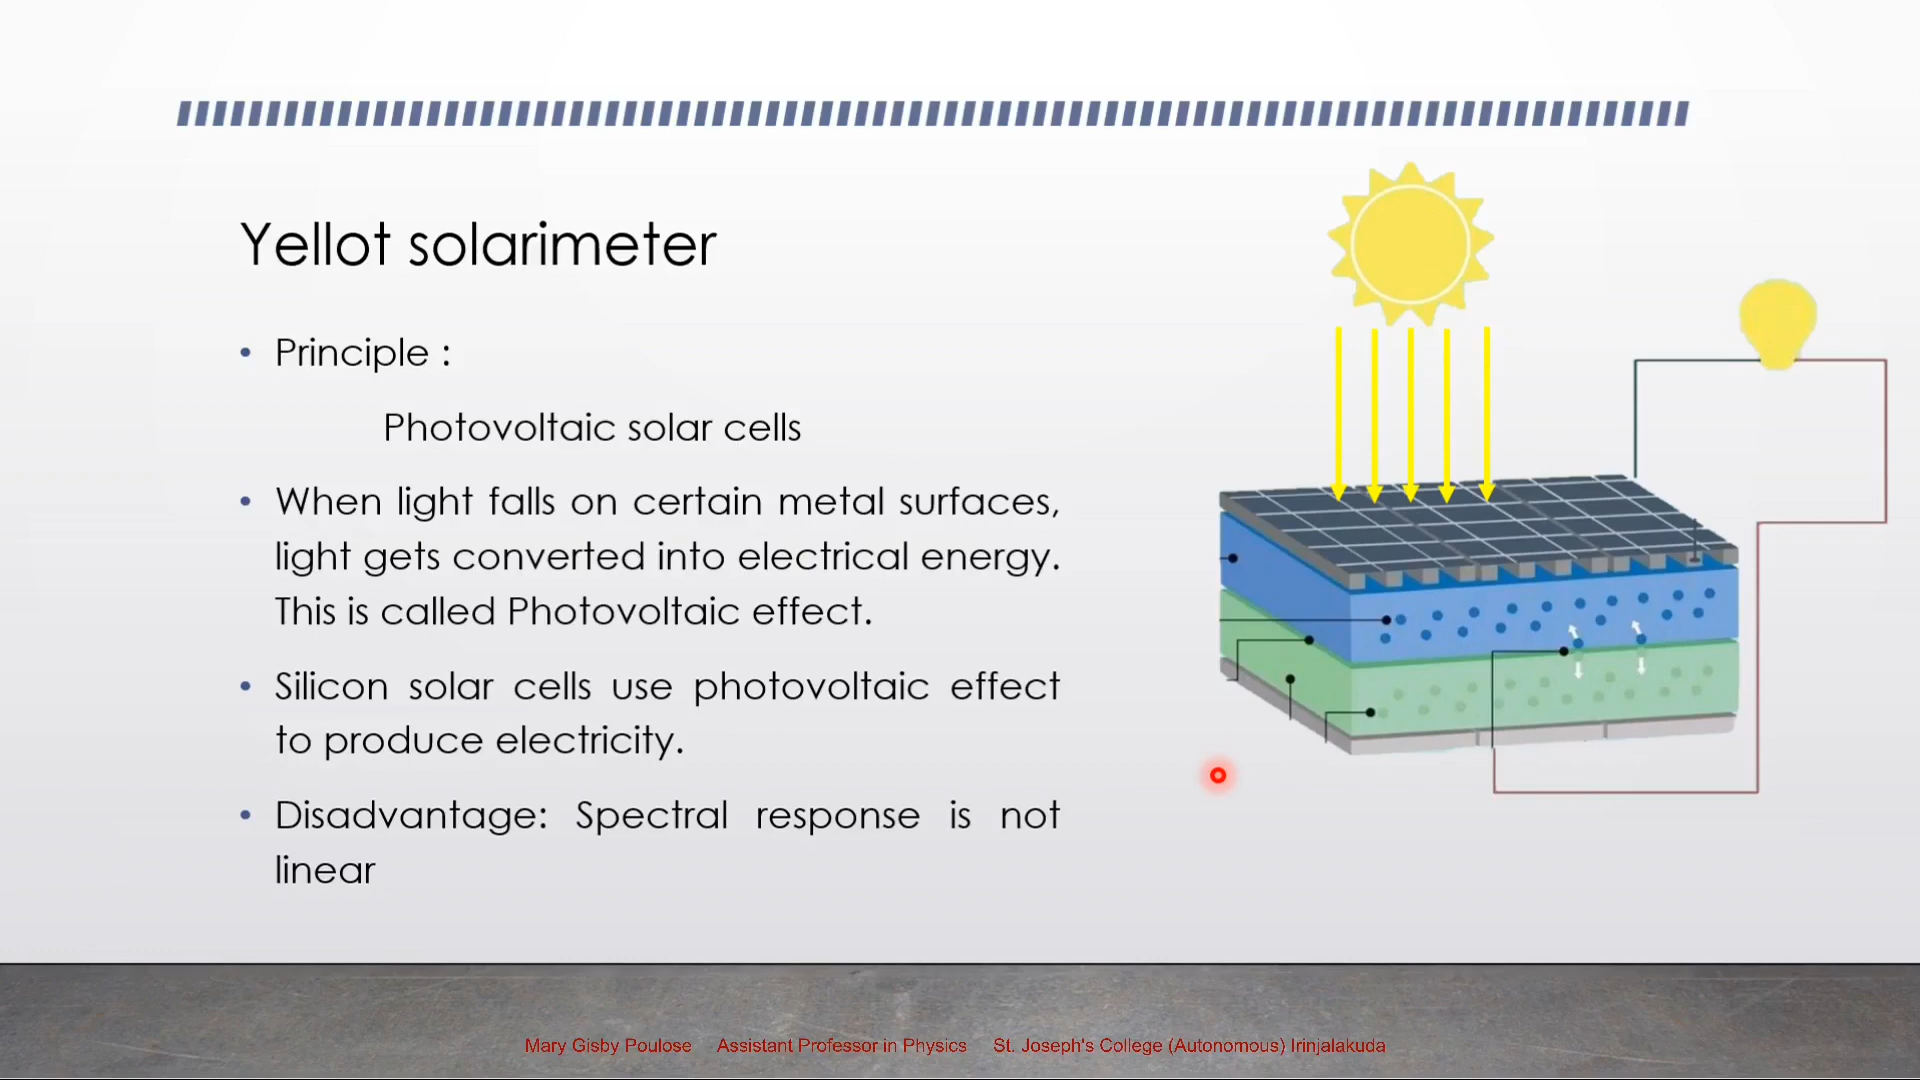 Yellot solarimeter
• Principle :
Photovoltaic solar cells
• When light falls on certain metal surfaces,
light gets converted into electrical energy.
This is called Photovoltaic effect.
• Silicon solar cells use photovoltaic effect
to produce electricity.
• Disadvantage: Spectral response is not
linear
Mary Gisby Poulose Assistant Professor in Physics St. Joseph's College (Autonomous) Irinjalakuda